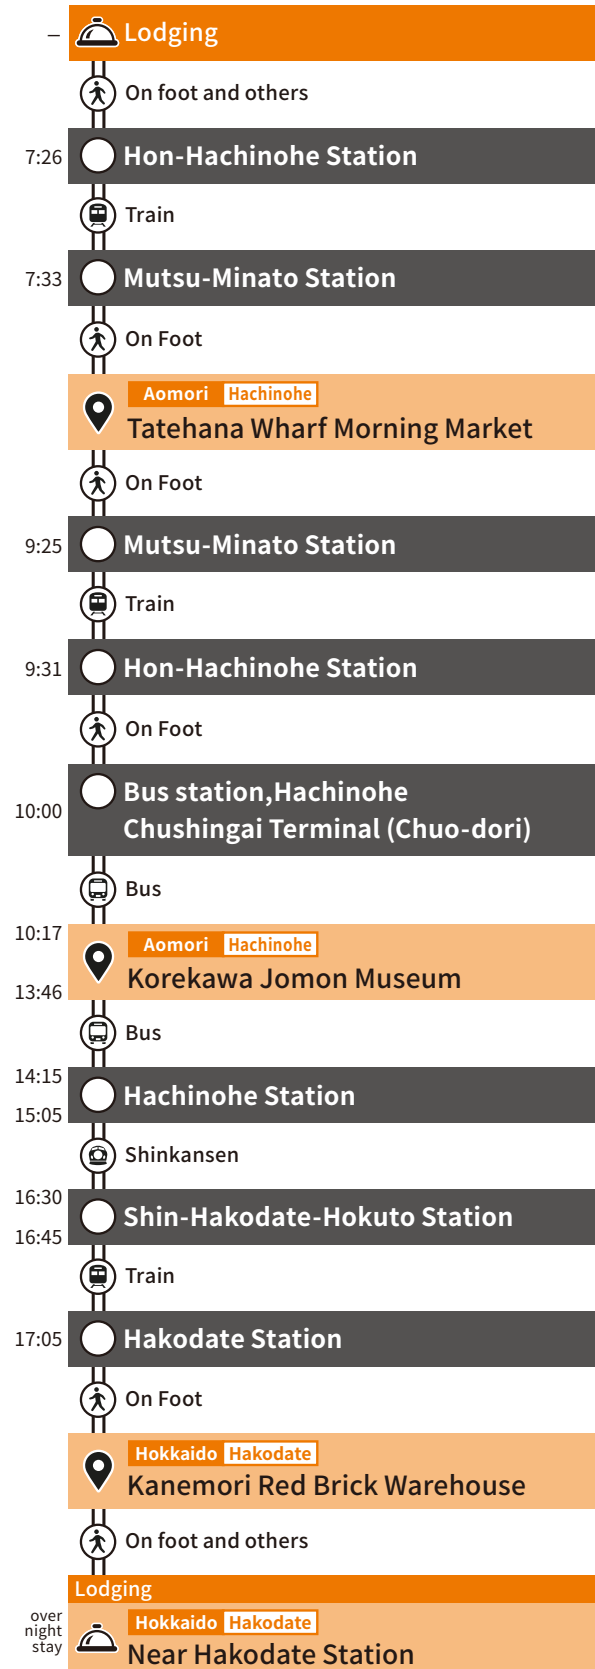 –
Lodging
On foot and others
7:26
Hon-Hachinohe Station
Train
7:33
Mutsu-Minato Station
On Foot
Aomori Hachinohe
Tatehana Wharf Morning Market
On Foot
9:25
Mutsu-Minato Station
Train
9:31
Hon-Hachinohe Station
On Foot
10:00
Bus station,Hachinohe
Chushingai Terminal (Chuo-dori)
Bus
10:17
13:46
Aomori Hachinohe
Korekawa Jomon Museum
Bus
14:15
15:05
Hachinohe Station
Shinkansen
16:30
16:45
Shin-Hakodate-Hokuto Station
Train
17:05
Hakodate Station
On Foot
Hokkaido Hakodate
Kanemori Red Brick Warehouse
On foot and others
Lodging
over
night
stay
Hokkaido Hakodate
Near Hakodate Station